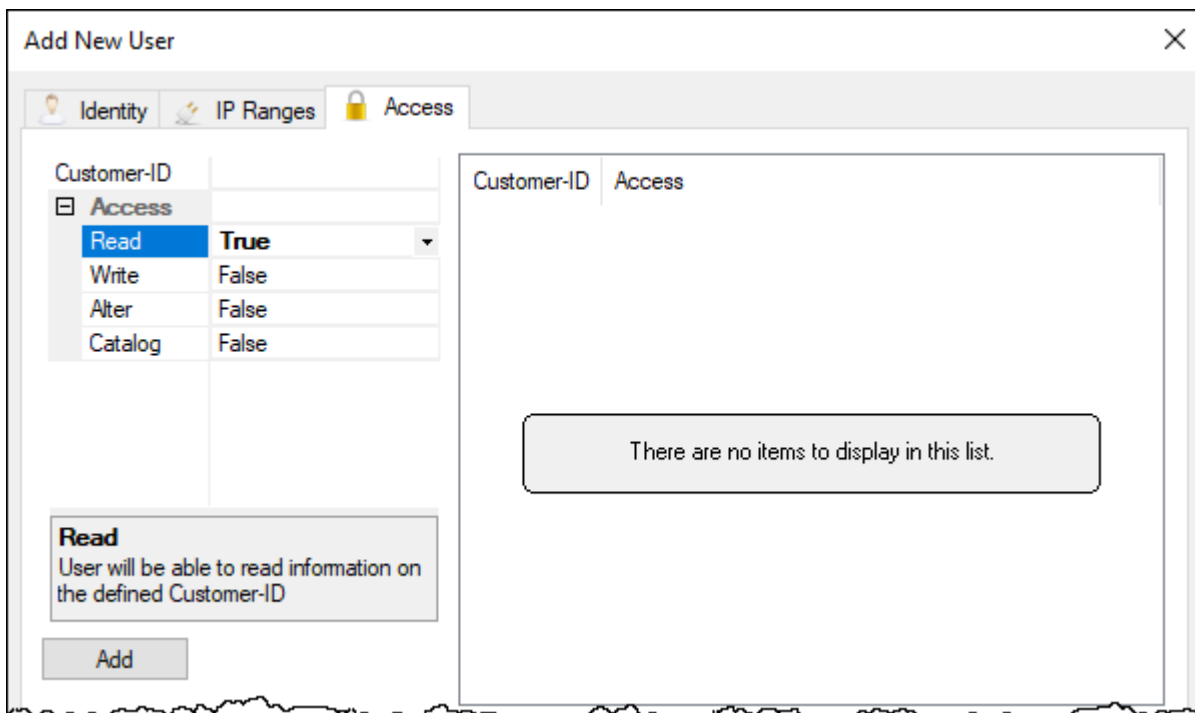 Add New User
Identity IP Ranges Access
Customer-ID
Access
Read True
Write False
Alter False
Catalog False
Read
User will be able to read information on
the defined Customer-ID
Add
Customer-ID Access
There are no items to display in this list.